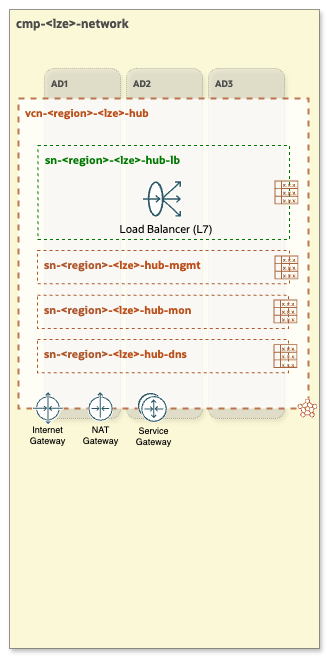 cmp-<lze>-network
AD1
AD2
AD3
vcn-<region>-<lze>-hub
sn-<region>-<lze>-hub-lb
Load Balancer (L7)
sn-<region>-<lze>-hub-mgmt
sn-<region>-<lze>-hub-mon
sn-<region>-<lze>-hub-dns
Internet
Gateway
NAT
Gateway
Service
Gateway